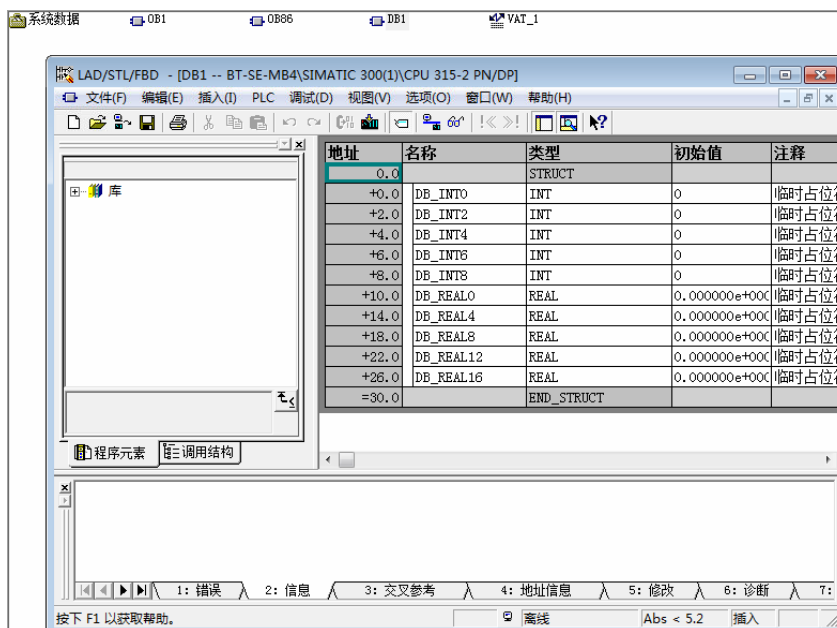 系统数据 OB1 OB86 DB1 VAT_1
LAD/STL/FBD - [DB1 -- BT-SE-MB4\SIMATIC 300(1)\CPU 315-2 PN/DP]
文件(F) 编辑(E) 插入(I) PLC 调试(D) 视图(V) 选项(O) 窗口(W) 帮助(H)
库
程序元素 调用结构
地址 名称 类型 初始值 注释
0.0 STRUCT
+0.0 DB_INT0 INT 0 临时占位
+2.0 DB_INT2 INT 0 临时占位
+4.0 DB_INT4 INT 0 临时占位
+6.0 DB_INT6 INT 0 临时占位
+8.0 DB_INT8 INT 0 临时占位
+10.0 DB_REAL0 REAL 0.000000e+00 临时占位
+14.0 DB_REAL4 REAL 0.000000e+00 临时占位
+18.0 DB_REAL8 REAL 0.000000e+00 临时占位
+22.0 DB_REAL12 REAL 0.000000e+00 临时占位
+26.0 DB_REAL16 REAL 0.000000e+00 临时占位
=30.0 END_STRUCT
1: 错误 2: 信息 3: 交叉参考 4: 地址信息 5: 修改 6: 诊断 7:
按下 F1 以获取帮助。 离线 Abs < 5.2 插入